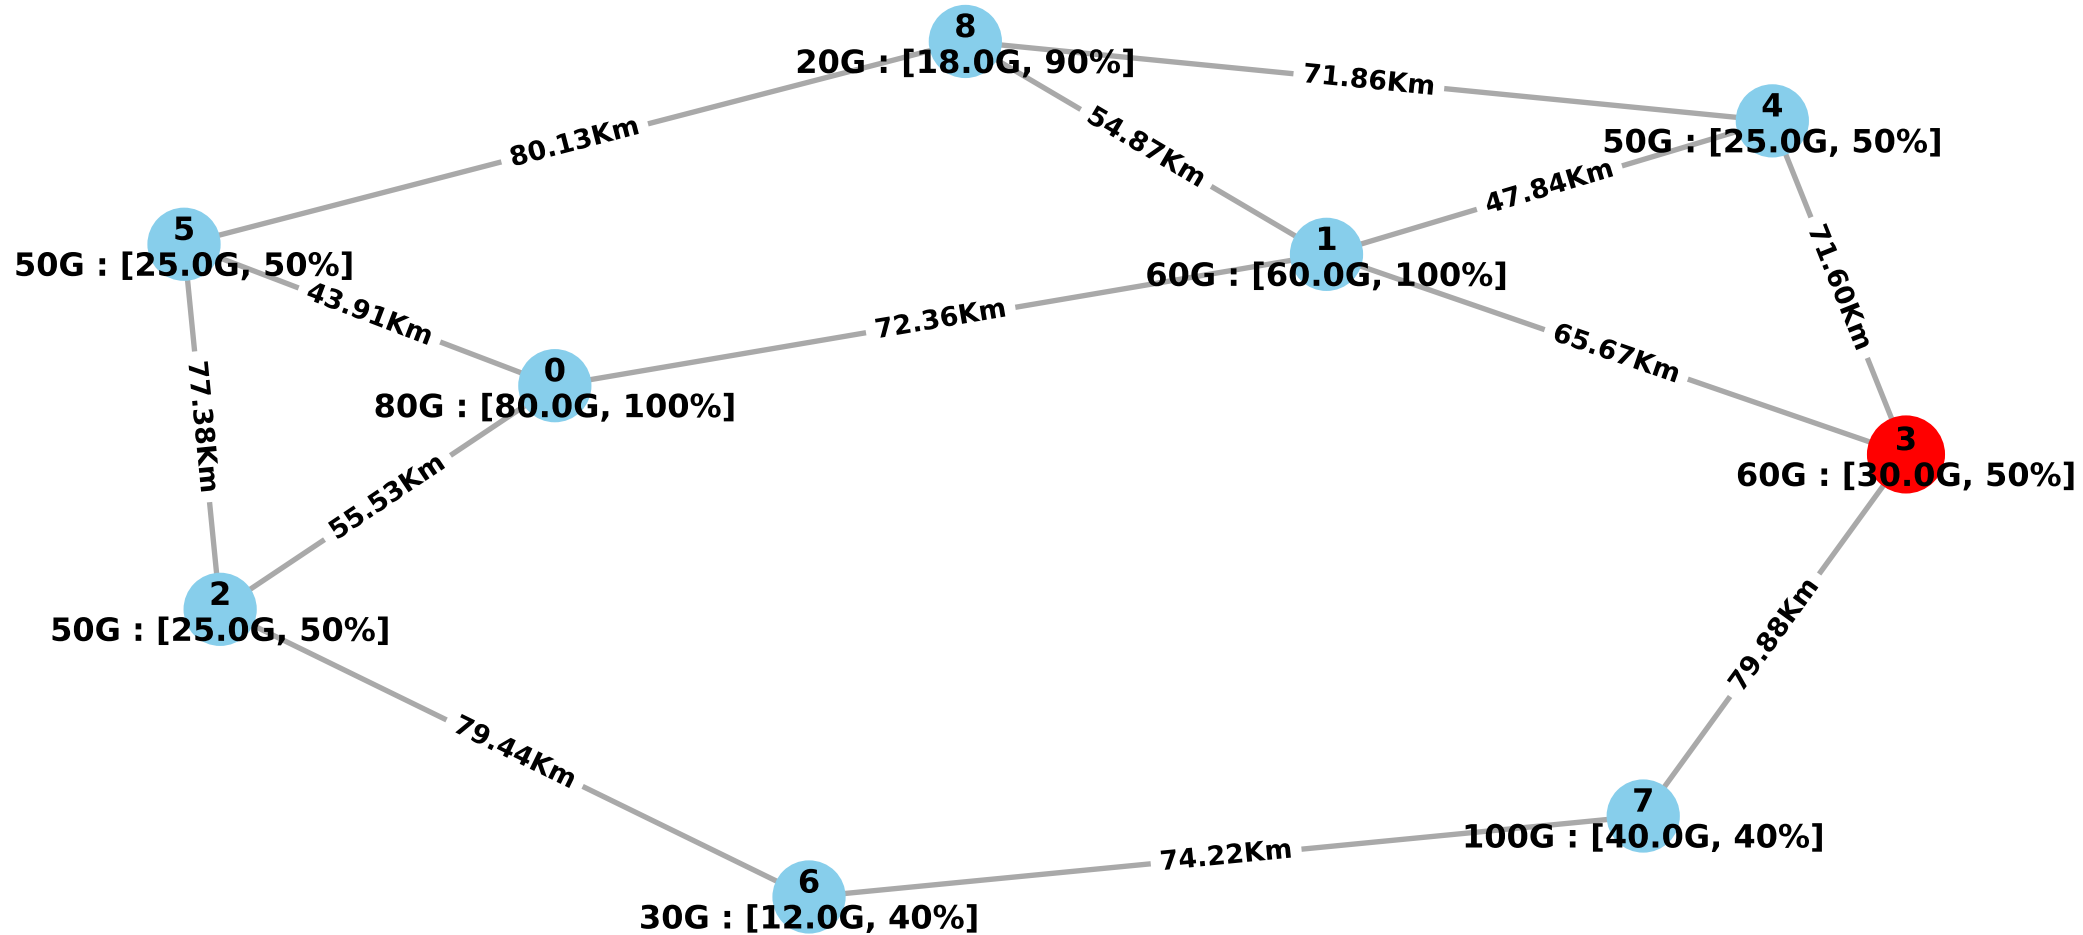 8
20G : [18.0G, 90%]
71.86Km
4
50G : [25.0G, 50%]
80.13Km
54.87Km
47.84Km
5
50G : [25.0G, 50%]
1
60G : [60.0G, 100%]
71.60Km
43.91Km
72.36Km
65.67Km
0
80G : [80.0G, 100%]
77.38Km
3
60G : [30.0G, 50%]
55.53Km
2
50G : [25.0G, 50%]
79.88Km
79.44Km
7
100G : [40.0G, 40%]
74.22Km
6
30G : [12.0G, 40%]